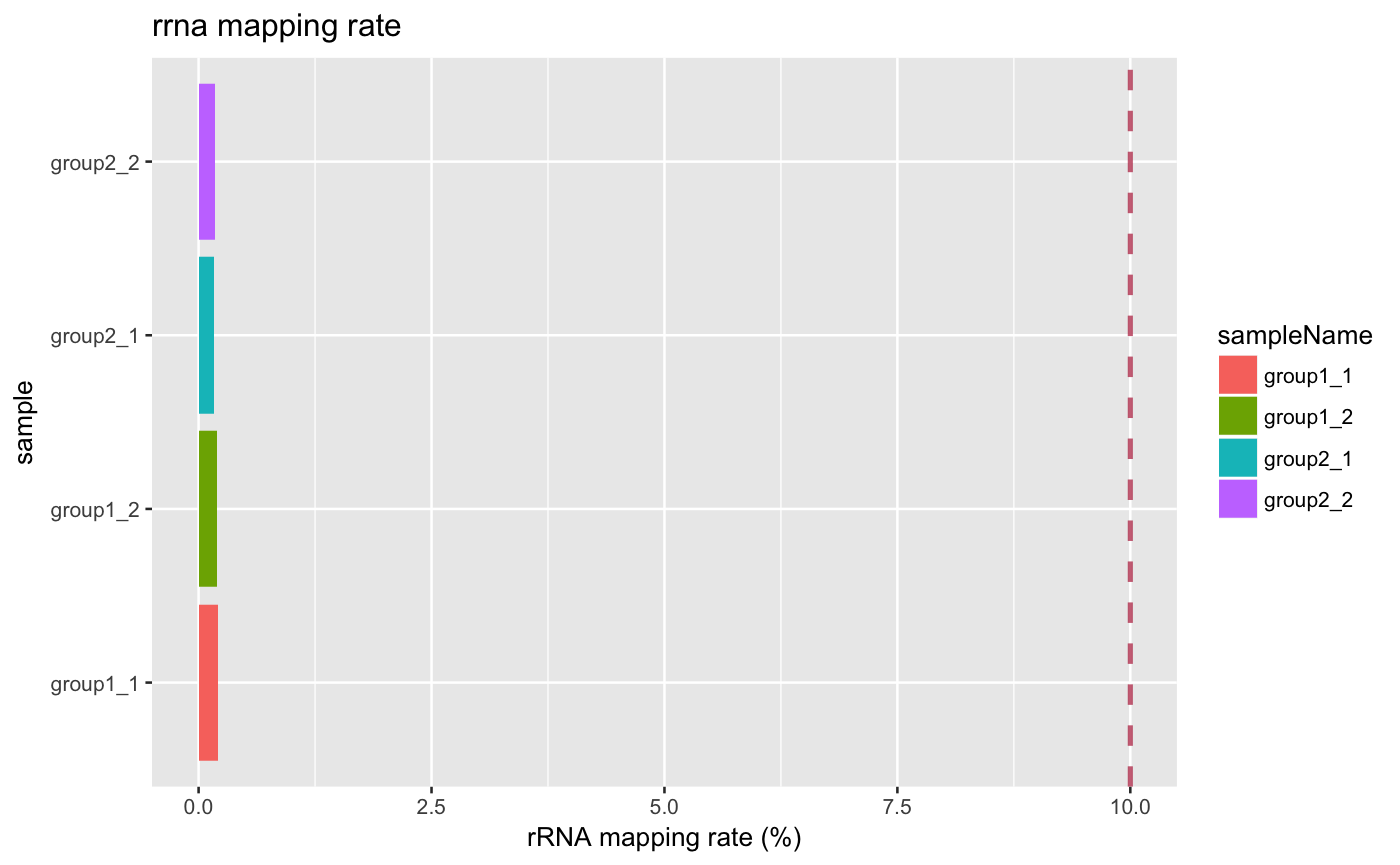 rrna mapping rate
group2_2
group2_1
group1_2
group1_1
sample
0.0 2.5 5.0 7.5 10.0
rRNA mapping rate (%)
sampleName
group1_1
group1_2
group2_1
group2_2